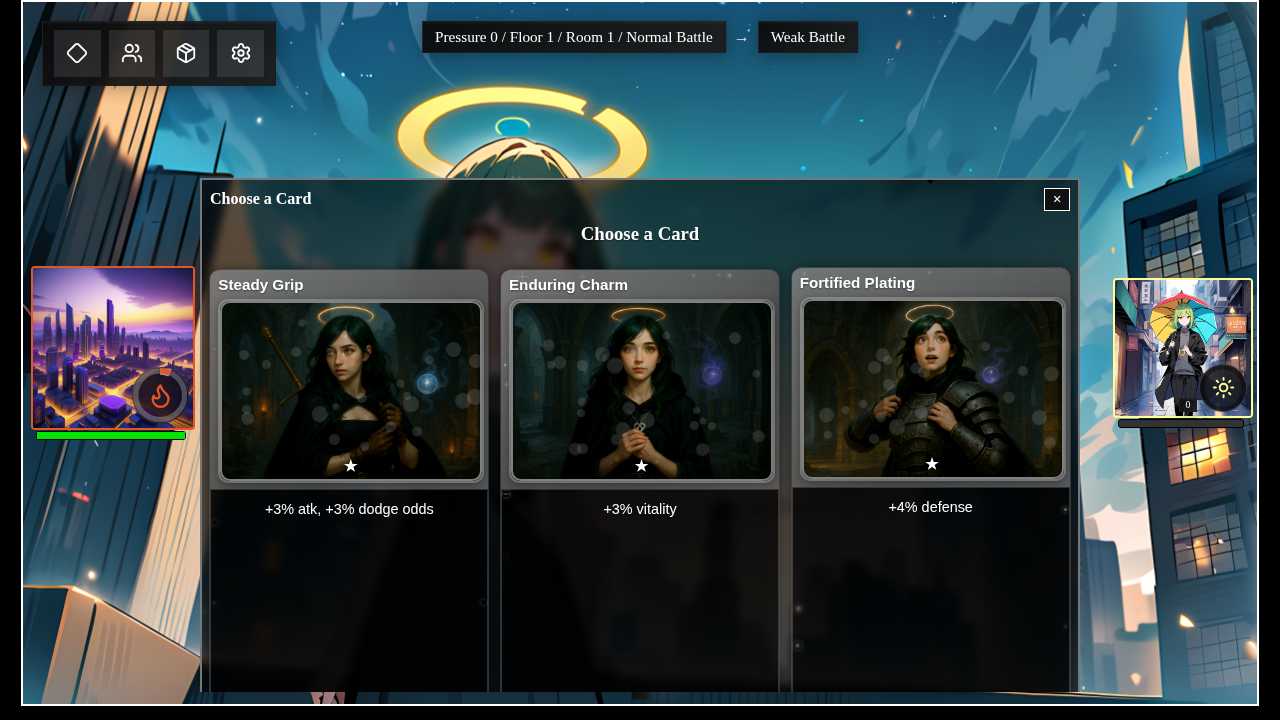 Pressure 0 / Floor 1 / Room 1 / Normal Battle → Weak Battle
Choose a Card ×
Choose a Card
Steady Grip
Enduring Charm
Fortified Plating
+3% atk, +3% dodge odds
+3% vitality
+4% defense
0